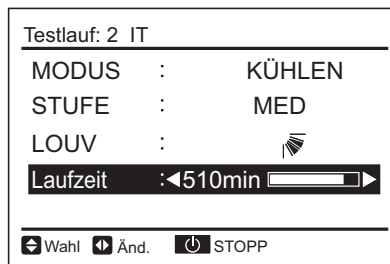 Testlauf: 2 IT
MODUS : KÜHLEN
STUFE : MED
LOUV :
Laufzeit :◀510min ▶
Wahl Änd. STOPP